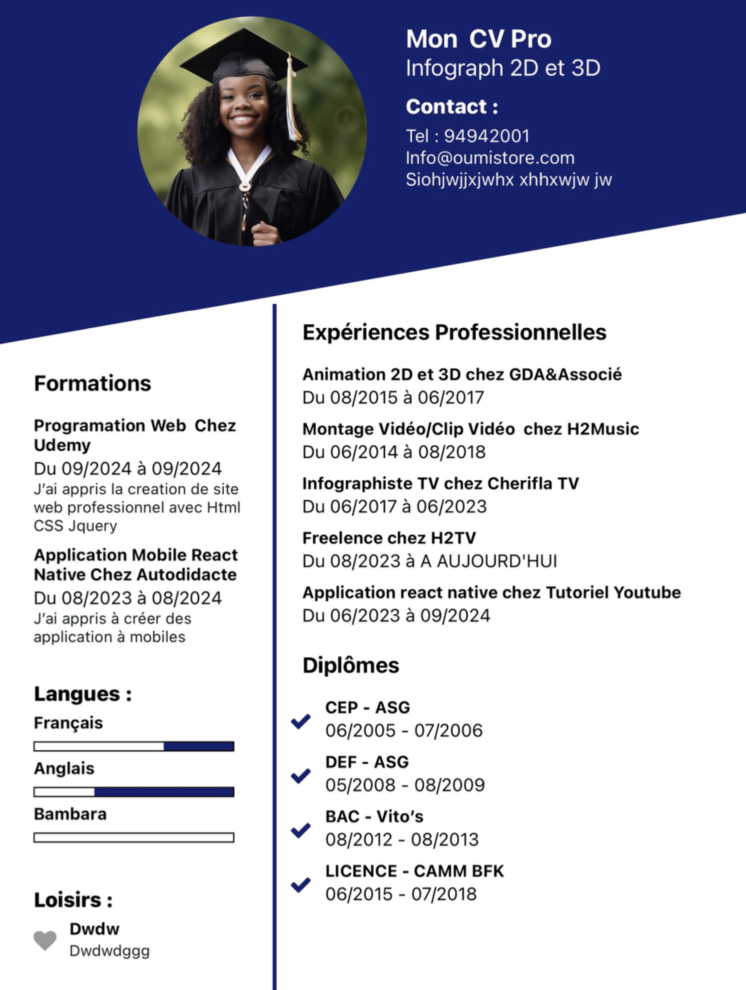 Mon CV Pro
Infograph 2D et 3D
Contact :
Tel : 94942001
Info@oumistore.com
Siohjwjjxjwhx xhhxwjw jw
Formations
Programation Web Chez
Udemy
Du 09/2024 à 09/2024
J’ai appris la creation de site
web professionnel avec Html
CSS Jquery
Application Mobile React
Native Chez Autodidacte
Du 08/2023 à 08/2024
J’ai appris à créer des
application à mobiles
Langues :
Français
Anglais
Bambara
Loisirs :
Dwdw
Dwdwdggg
Expériences Professionnelles
Animation 2D et 3D chez GDA&Associé
Du 08/2015 à 06/2017
Montage Vidéo/Clip Vidéo chez H2Music
Du 06/2014 à 08/2018
Infographiste TV chez Cherifla TV
Du 06/2017 à 06/2023
Freelence chez H2TV
Du 08/2023 à A AUJOURD'HUI
Application react native chez Tutoriel Youtube
Du 06/2023 à 09/2024
Diplômes
CEP - ASG
06/2005 - 07/2006
DEF - ASG
05/2008 - 08/2009
BAC - Vito’s
08/2012 - 08/2013
LICENCE - CAMM BFK
06/2015 - 07/2018